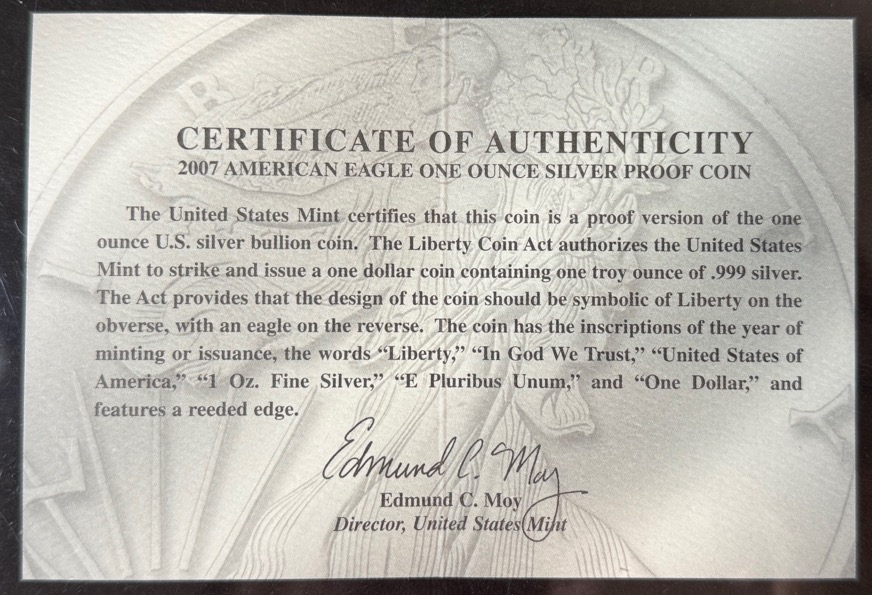 CERTIFICATE OF AUTHENTICITY
2007 AMERICAN EAGLE ONE OUNCE SILVER PROOF COIN
The United States Mint certifies that this coin is a proof version of the one
ounce U.S. silver bullion coin. The Liberty Coin Act authorizes the United States
Mint to strike and issue a one dollar coin containing one troy ounce of .999 silver.
The Act provides that the design of the coin should be symbolic of Liberty on the
obverse, with an eagle on the reverse. The coin has the inscriptions of the year of
minting or issuance, the words “Liberty,” “In God We Trust,” “United States of
America,” “1 Oz. Fine Silver,” “E Pluribus Unum,” and “One Dollar,” and
features a reeded edge.
Edmund C. Moy
Edmund C. Moy
Director, United States Mint